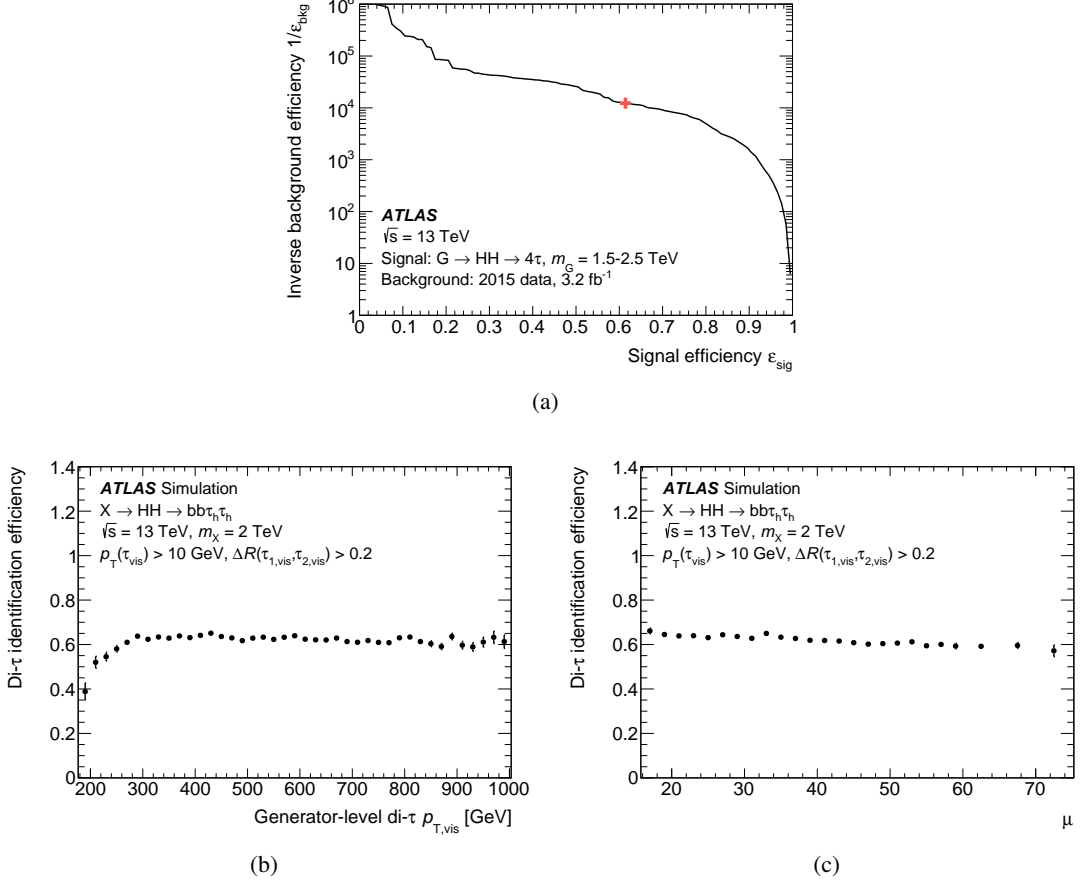 10⁶
10⁵
10⁴
10³
10²
10
1
Inverse background efficiency 1/ε_bkg
ATLAS
√s = 13 TeV
Signal: G → HH → 4τ, m_G = 1.5-2.5 TeV
Background: 2015 data, 3.2 fb⁻¹
0 0.1 0.2 0.3 0.4 0.5 0.6 0.7 0.8 0.9 1
Signal efficiency ε_sig
(a)
1.4
1.2
1
0.8
0.6
0.4
0.2
0
Di-τ identification efficiency
ATLAS Simulation
X → HH → bbτ_hτ_h
√s = 13 TeV, m_X = 2 TeV
p_T(τ_vis) > 10 GeV, ΔR(τ_1,vis,τ_2,vis) > 0.2
200 300 400 500 600 700 800 900 1000
Generator-level di-τ p_T,vis [GeV]
(b)
1.4
1.2
1
0.8
0.6
0.4
0.2
0
Di-τ identification efficiency
ATLAS Simulation
X → HH → bbτ_hτ_h
√s = 13 TeV, m_X = 2 TeV
p_T(τ_vis) > 10 GeV, ΔR(τ_1,vis,τ_2,vis) > 0.2
20 30 40 50 60 70
μ
(c)